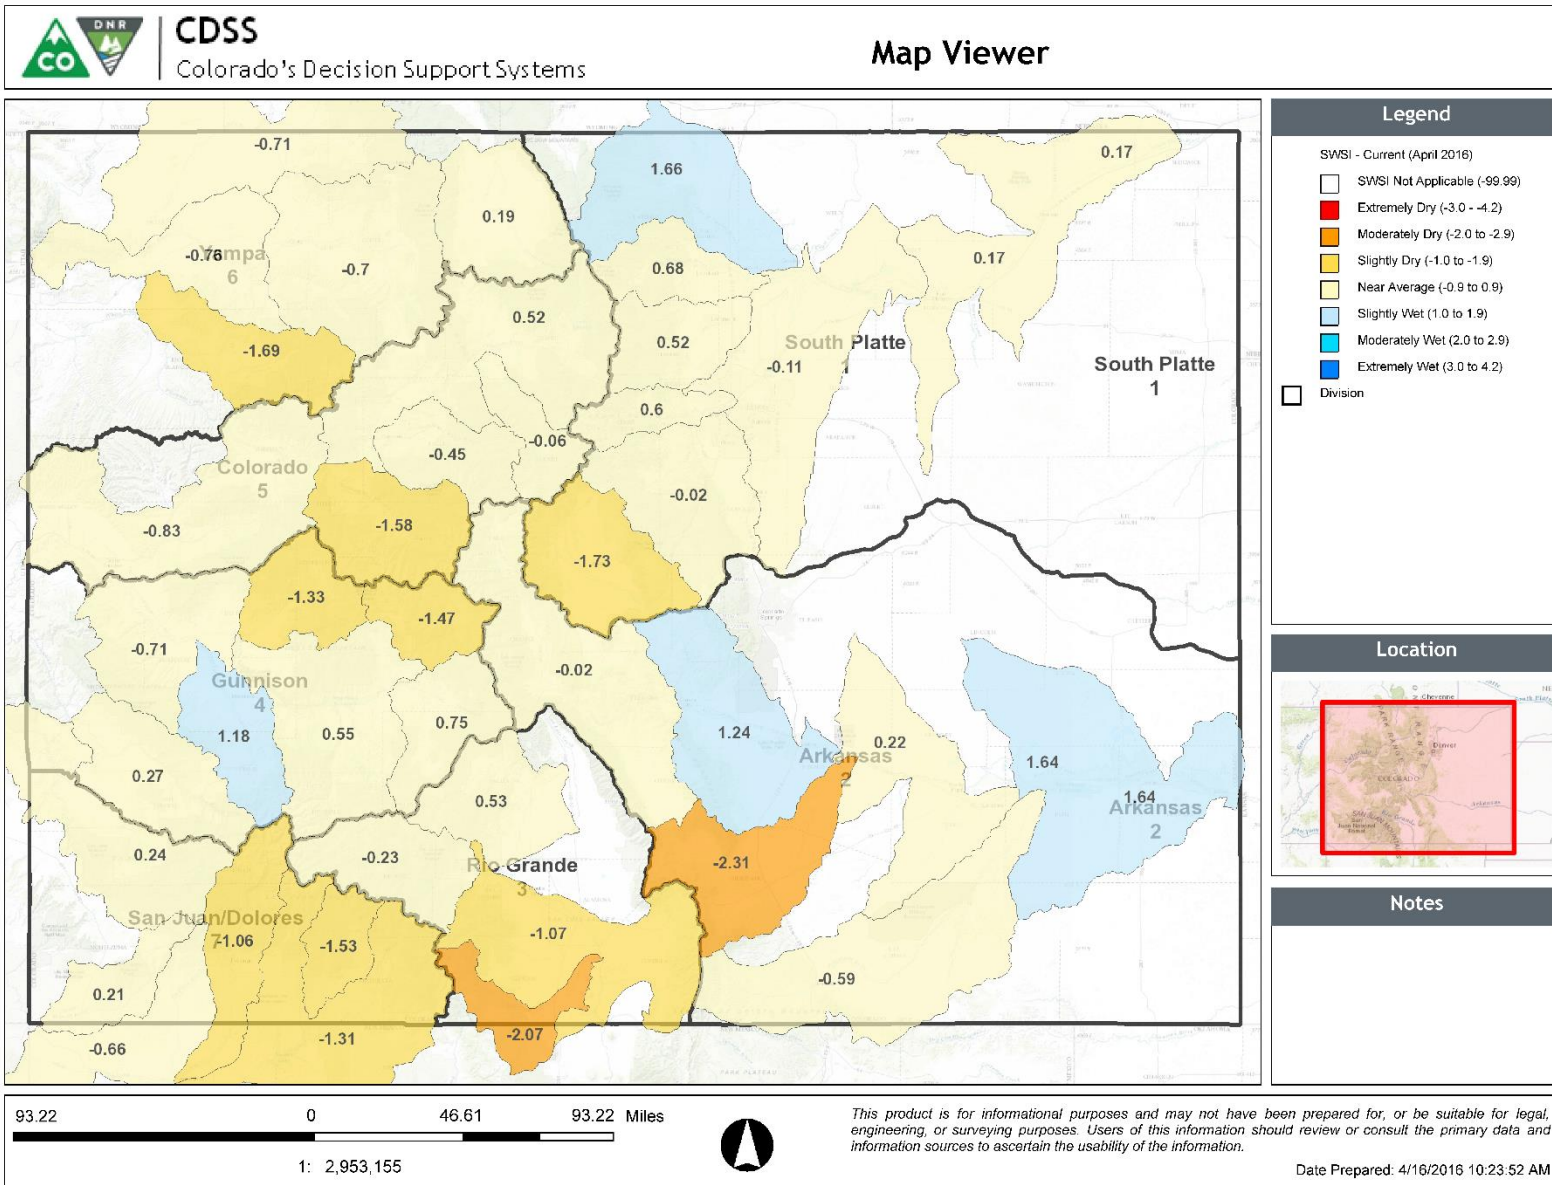 DNR
CO
CDSS
Colorado's Decision Support Systems
Map Viewer
-0.71
1.66
0.17
0.19
Yampa
-0.76
6
-0.7
0.68
0.17
0.52
-1.69
0.52
South Platte
1
-0.11
South Platte
1
0.6
-0.06
-0.45
Colorado
5
-0.02
-0.83
-1.58
-1.73
-1.33
-1.47
-0.71
-0.02
Gunnison
4
1.18
0.55
0.75
1.24
0.22
Arkansas
2
1.64
0.27
0.53
1.64
Arkansas
2
0.24
-0.23
Rio Grande
3
-2.31
San Juan/Dolores
7
-1.06
-1.53
-1.07
-0.59
0.21
-0.66
-1.31
-2.07
Legend
SWSI - Current (April 2016)
SWSI Not Applicable (-99.99)
Extremely Dry (-3.0 - -4.2)
Moderately Dry (-2.0 to -2.9)
Slightly Dry (-1.0 to -1.9)
Near Average (-0.9 to 0.9)
Slightly Wet (1.0 to 1.9)
Moderately Wet (2.0 to 2.9)
Extremely Wet (3.0 to 4.2)
Division
Location
Cheyenne
Denver
COLORADO
Notes
93.22
0
46.61
93.22 Miles
1: 2,953,155
This product is for informational purposes and may not have been prepared for, or be suitable for legal,
engineering, or surveying purposes. Users of this information should review or consult the primary data and
information sources to ascertain the usability of the information.
Date Prepared: 4/16/2016 10:23:52 AM